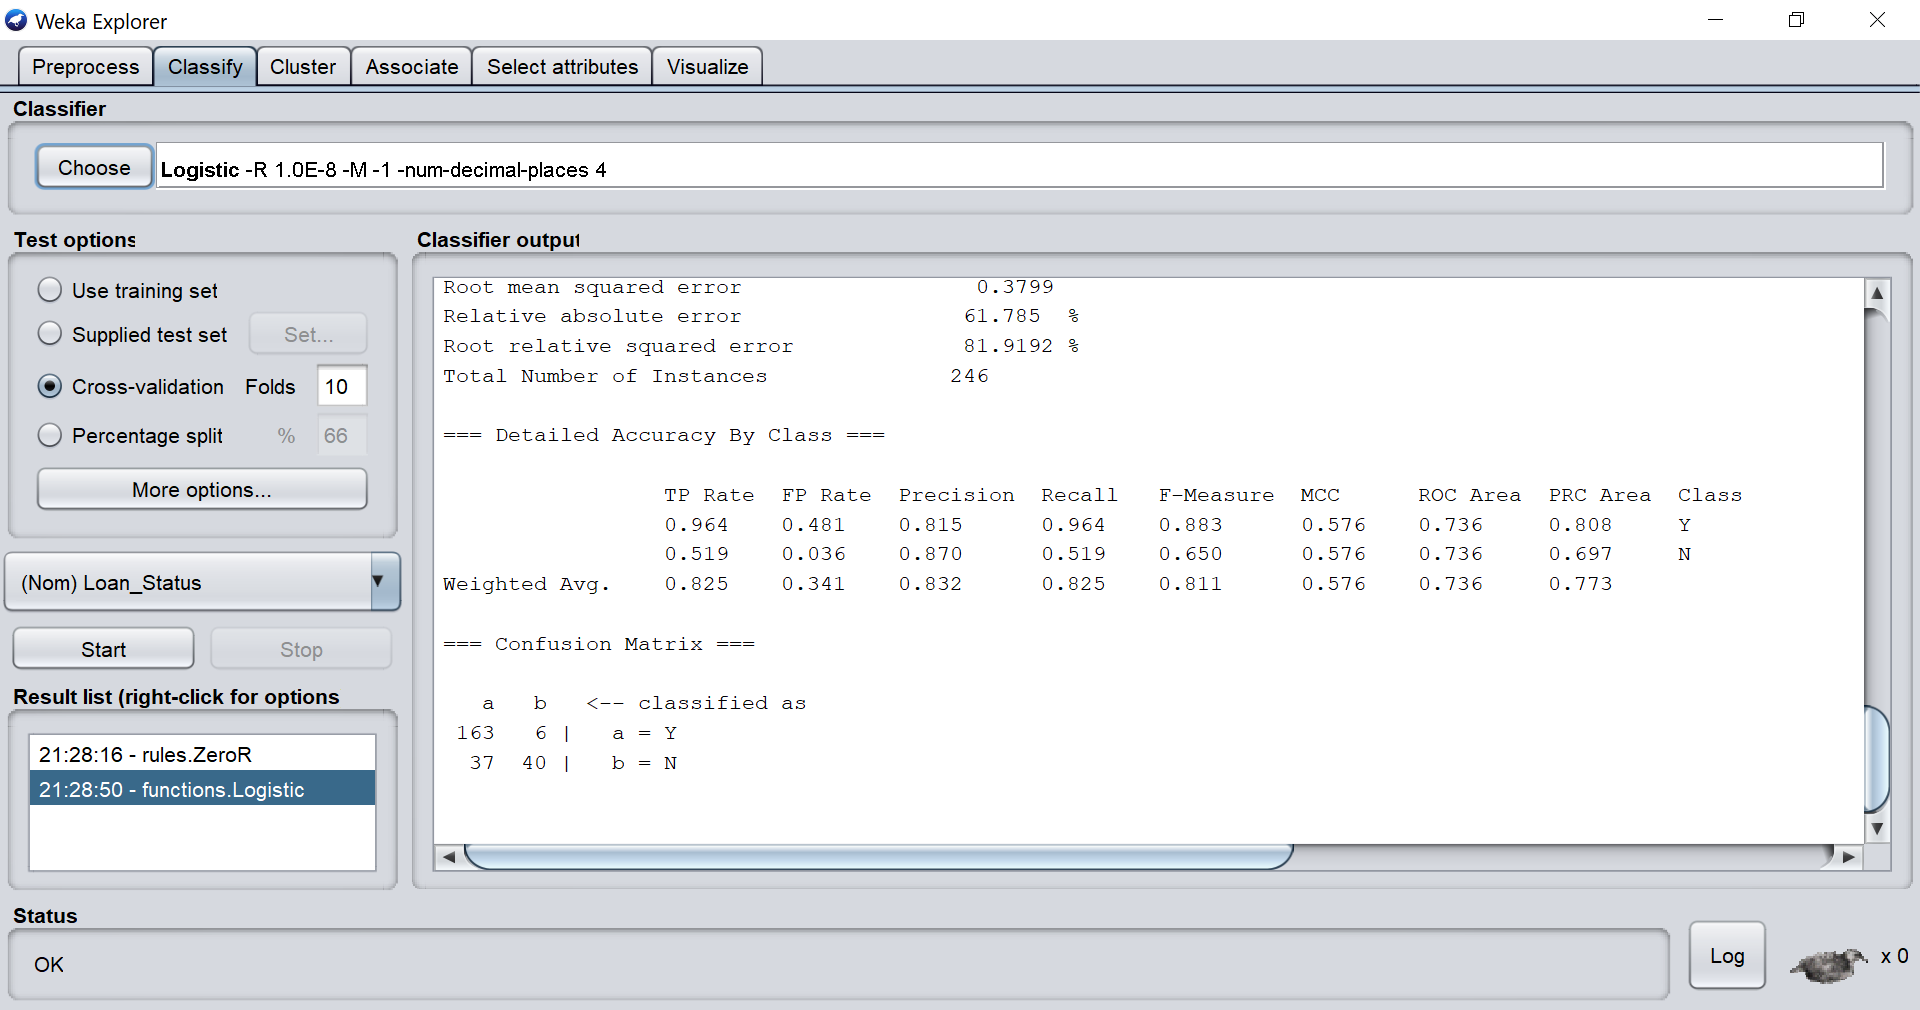 Weka Explorer
Preprocess Classify Cluster Associate Select attributes Visualize
Classifier
Choose Logistic -R 1.0E-8 -M -1 -num-decimal-places 4
Test options
Use training set
Supplied test set Set...
Cross-validation Folds 10
Percentage split % 66
More options...
(Nom) Loan_Status
Start Stop
Result list (right-click for options
21:28:16 - rules.ZeroR
21:28:50 - functions.Logistic
Classifier output
Root mean squared error 0.3799
Relative absolute error 61.785 %
Root relative squared error 81.9192 %
Total Number of Instances 246
=== Detailed Accuracy By Class ===
TP Rate FP Rate Precision Recall F-Measure MCC ROC Area PRC Area Class
0.964 0.481 0.815 0.964 0.883 0.576 0.736 0.808 Y
0.519 0.036 0.870 0.519 0.650 0.576 0.736 0.697 N
Weighted Avg. 0.825 0.341 0.832 0.825 0.811 0.576 0.736 0.773
=== Confusion Matrix ===
a b <-- classified as
163 6 | a = Y
37 40 | b = N
Status
OK
Log x 0